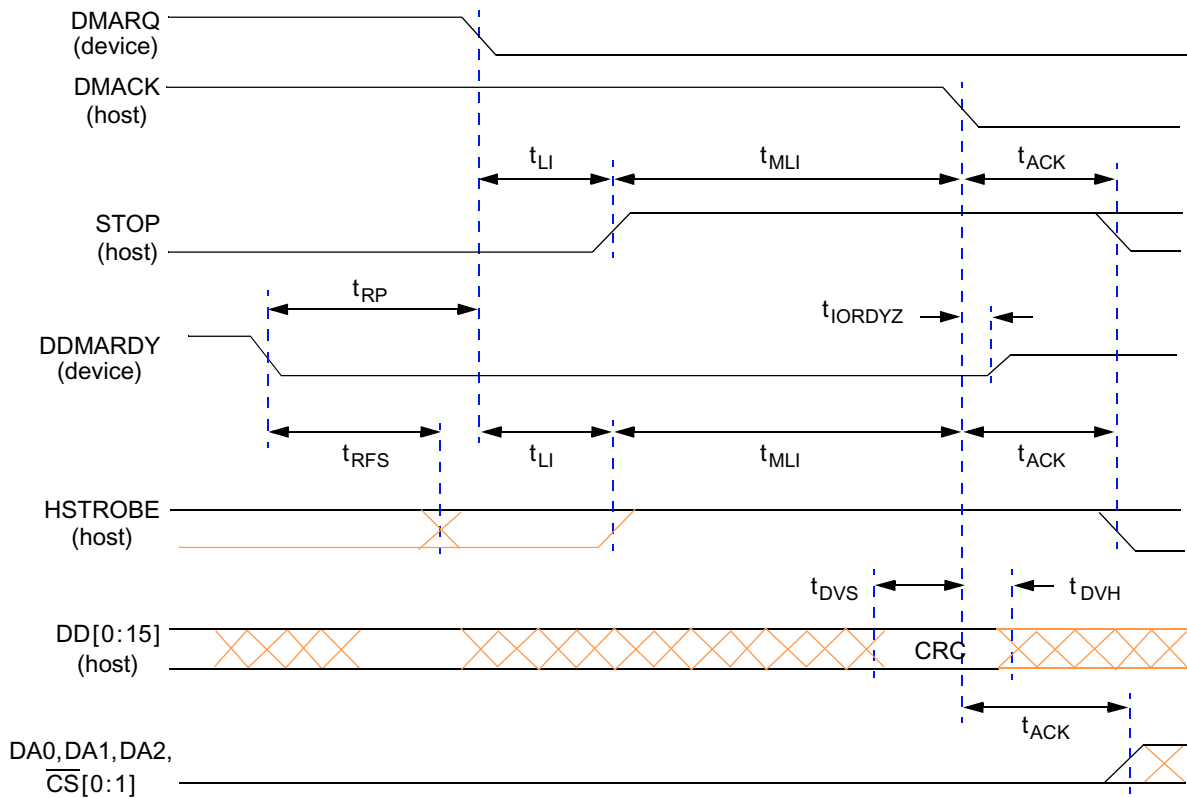 DMARQ
(device)
DMACK
(host)
tLI
tMLI
tACK
STOP
(host)
tRP
tIORDYZ
DDMARDY
(device)
tRFS
tLI
tMLI
tACK
HSTROBE
(host)
tDVS
tDVH
DD[0:15]
(host)
CRC
tACK
DA0,DA1,DA2,
CS[0:1]